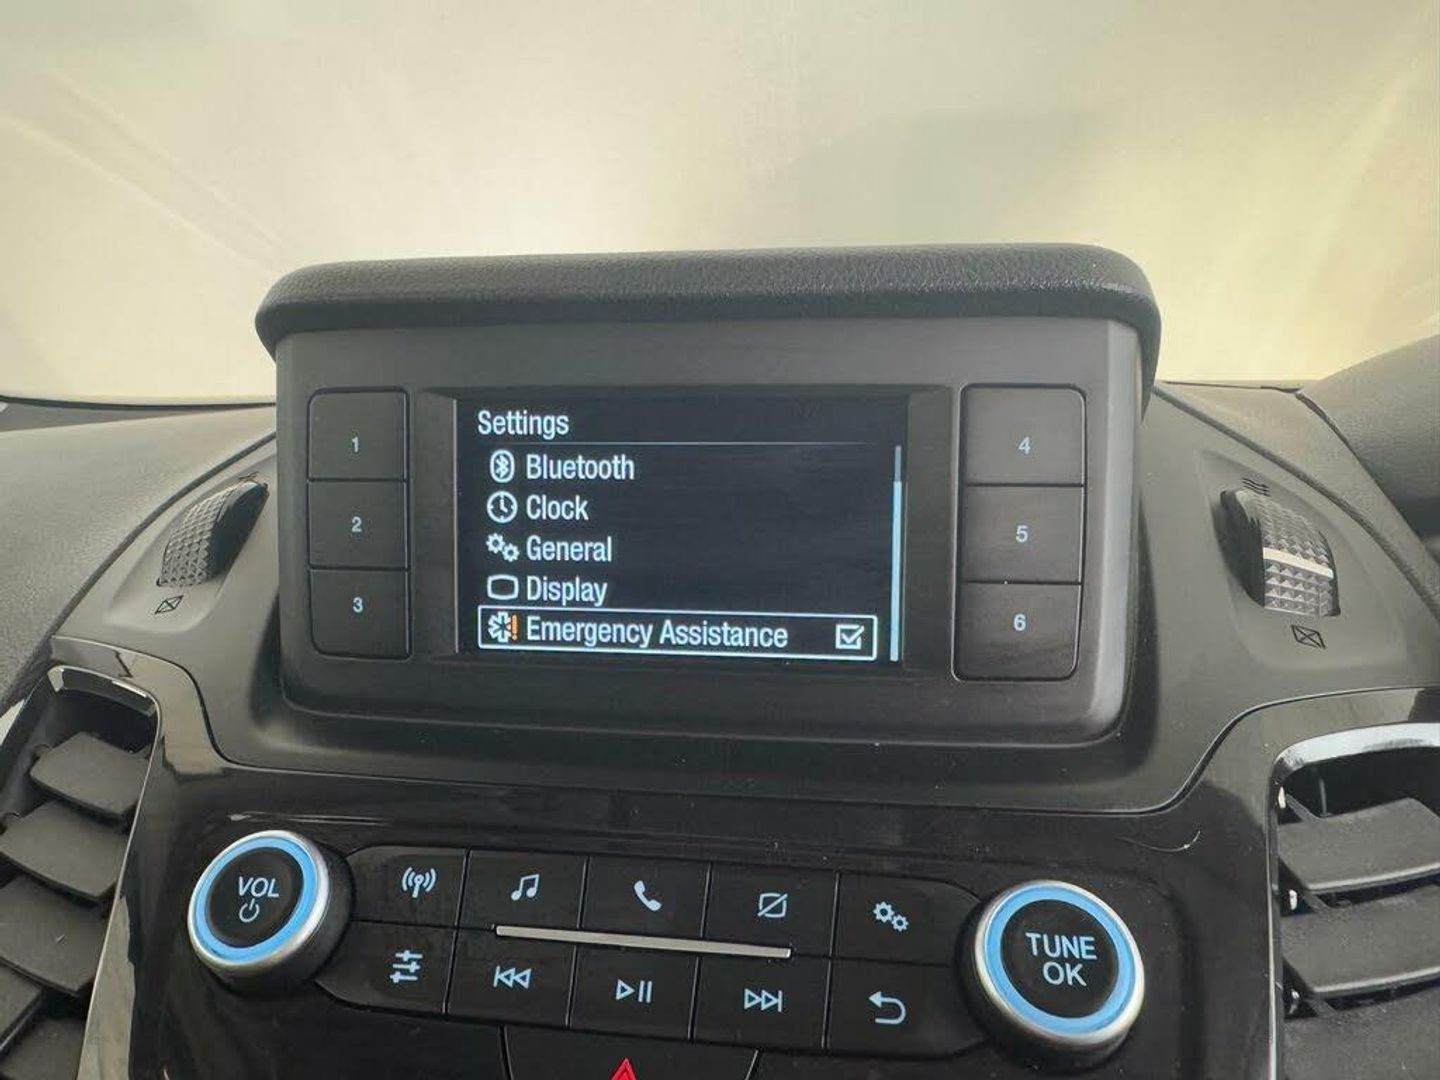 Settings
Bluetooth
Clock
General
Display
Emergency Assistance
1
2
3
4
5
6
VOL
TUNE
OK